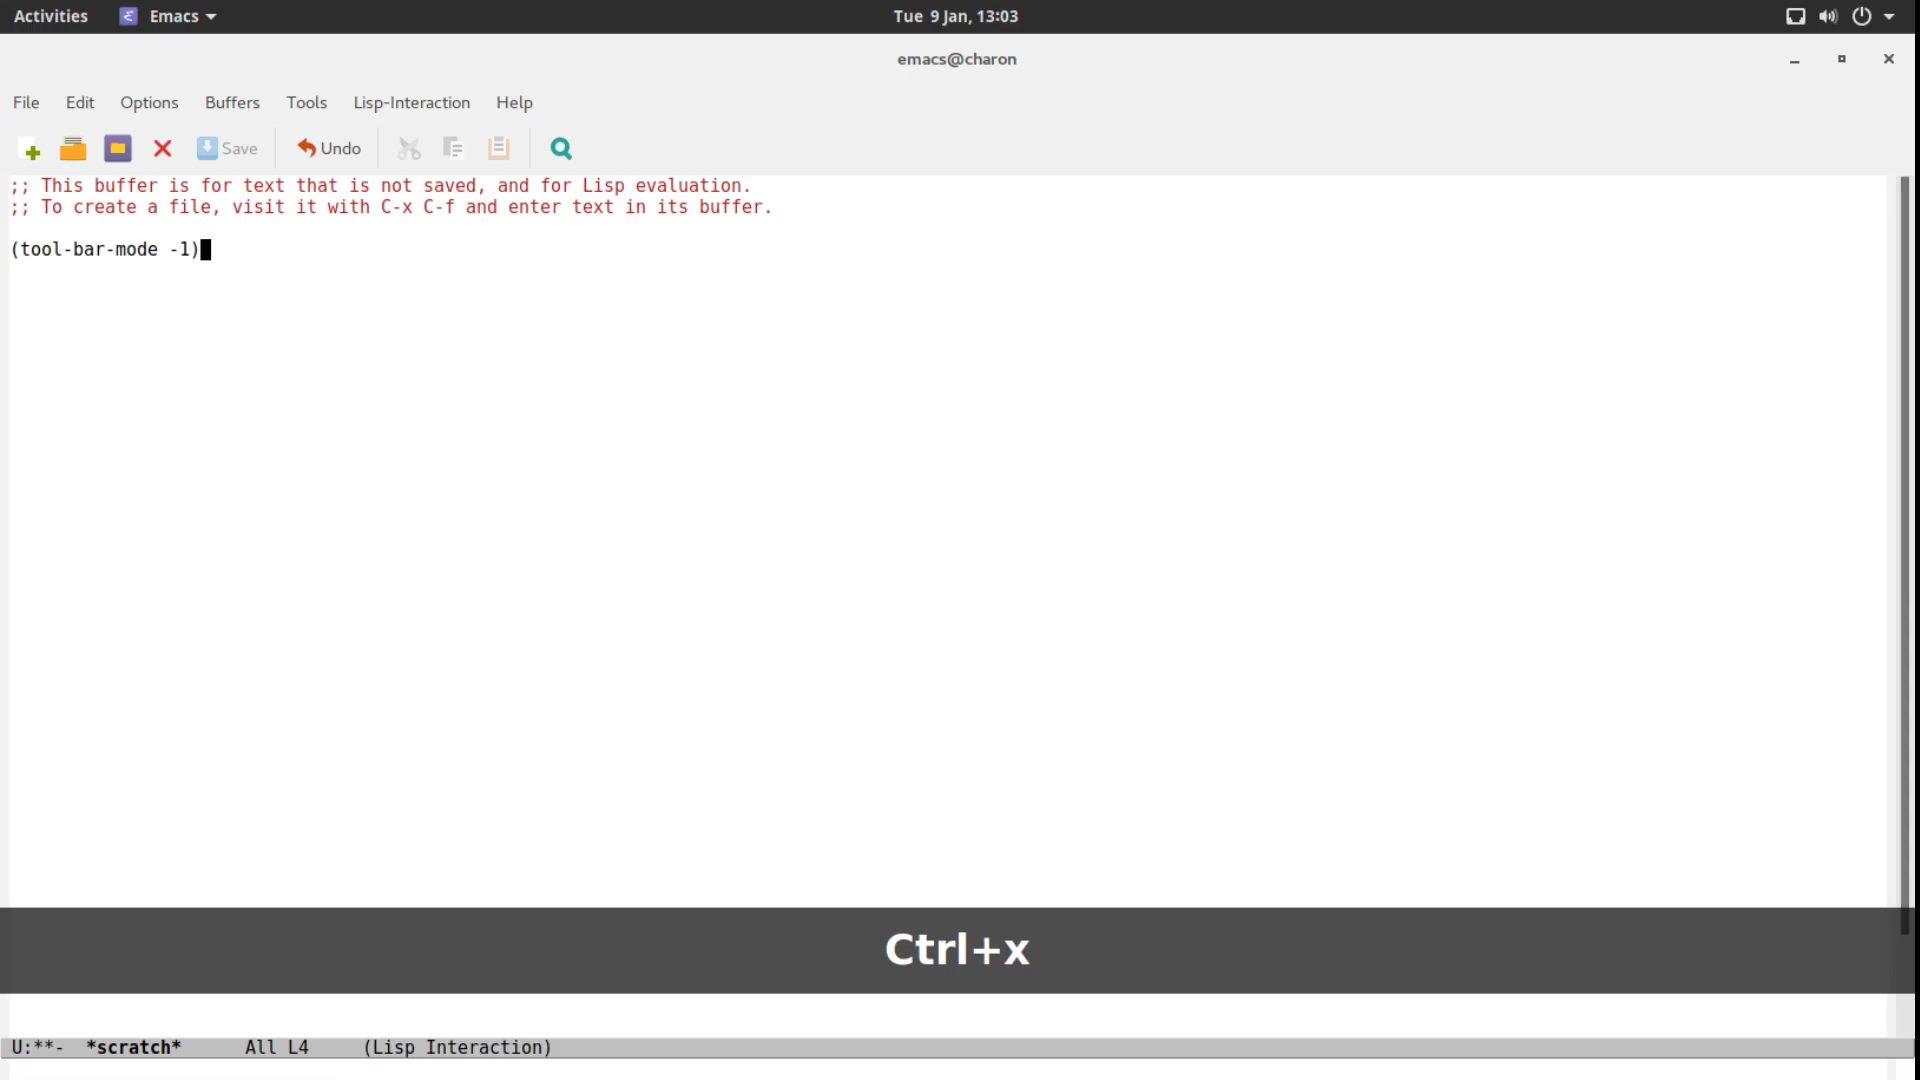 Activities Emacs Tue 9 Jan, 13:03
emacs@charon
File Edit Options Buffers Tools Lisp-Interaction Help
Save Undo
;; This buffer is for text that is not saved, and for Lisp evaluation.
;; To create a file, visit it with C-x C-f and enter text in its buffer.
(tool-bar-mode -1)
Ctrl+x
U:**- *scratch* All L4 (Lisp Interaction)